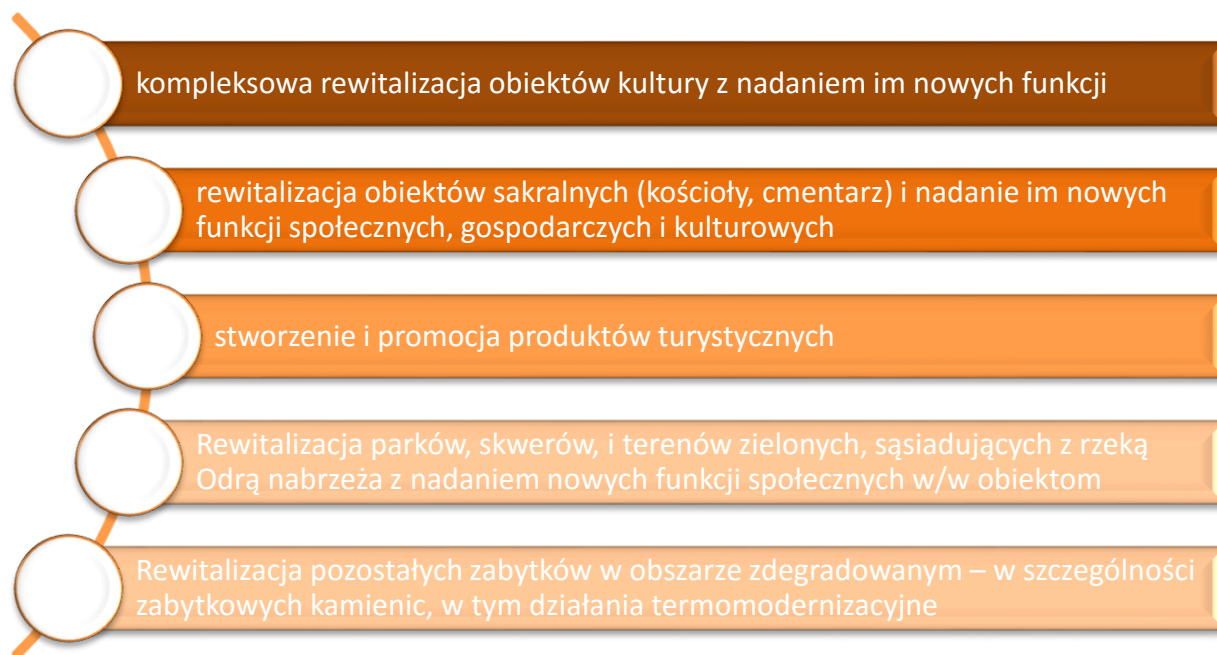 kompleksowa rewitalizacja obiektów kultury z nadaniem im nowych funkcji
rewitalizacja obiektów sakralnych (kościoły, cmentarz) i nadanie im nowych
funkcji społecznych, gospodarczych i kulturowych
stworzenie i promocja produktów turystycznych
Rewitalizacja parków, skwerów, i terenów zielonych, sąsiadujących z rzeką
Odrą nabrzeża z nadaniem nowych funkcji społecznych w/w obiektom
Rewitalizacja pozostałych zabytków w obszarze zdegradowanym – w szczególności
zabytkowych kamienic, w tym działania termomodernizacyjne